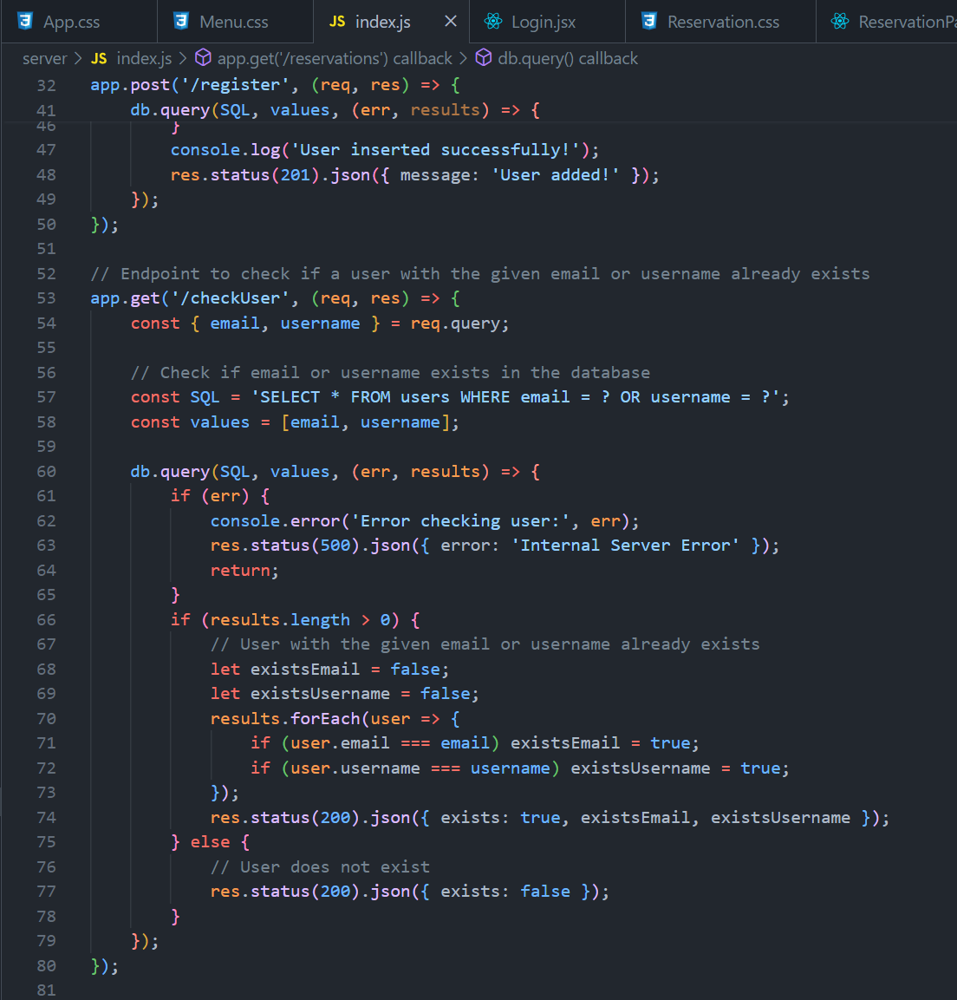 App.css Menu.css JS index.js × Login.jsx Reservation.css ReservationPa
server > JS index.js > app.get('/reservations') callback > db.query() callback
32 app.post('/register', (req, res) => {
41 db.query(SQL, values, (err, results) => {
46 }
47 console.log('User inserted successfully!');
48 res.status(201).json({ message: 'User added!' });
49 });
50 });
51
52 // Endpoint to check if a user with the given email or username already exists
53 app.get('/checkUser', (req, res) => {
54 const { email, username } = req.query;
55
56 // Check if email or username exists in the database
57 const SQL = 'SELECT * FROM users WHERE email = ? OR username = ?';
58 const values = [email, username];
59
60 db.query(SQL, values, (err, results) => {
61 if (err) {
62 console.error('Error checking user:', err);
63 res.status(500).json({ error: 'Internal Server Error' });
64 return;
65 }
66 if (results.length > 0) {
67 // User with the given email or username already exists
68 let existsEmail = false;
69 let existsUsername = false;
70 results.forEach(user => {
71 if (user.email === email) existsEmail = true;
72 if (user.username === username) existsUsername = true;
73 });
74 res.status(200).json({ exists: true, existsEmail, existsUsername });
75 } else {
76 // User does not exist
77 res.status(200).json({ exists: false });
78 }
79 });
80 });
81